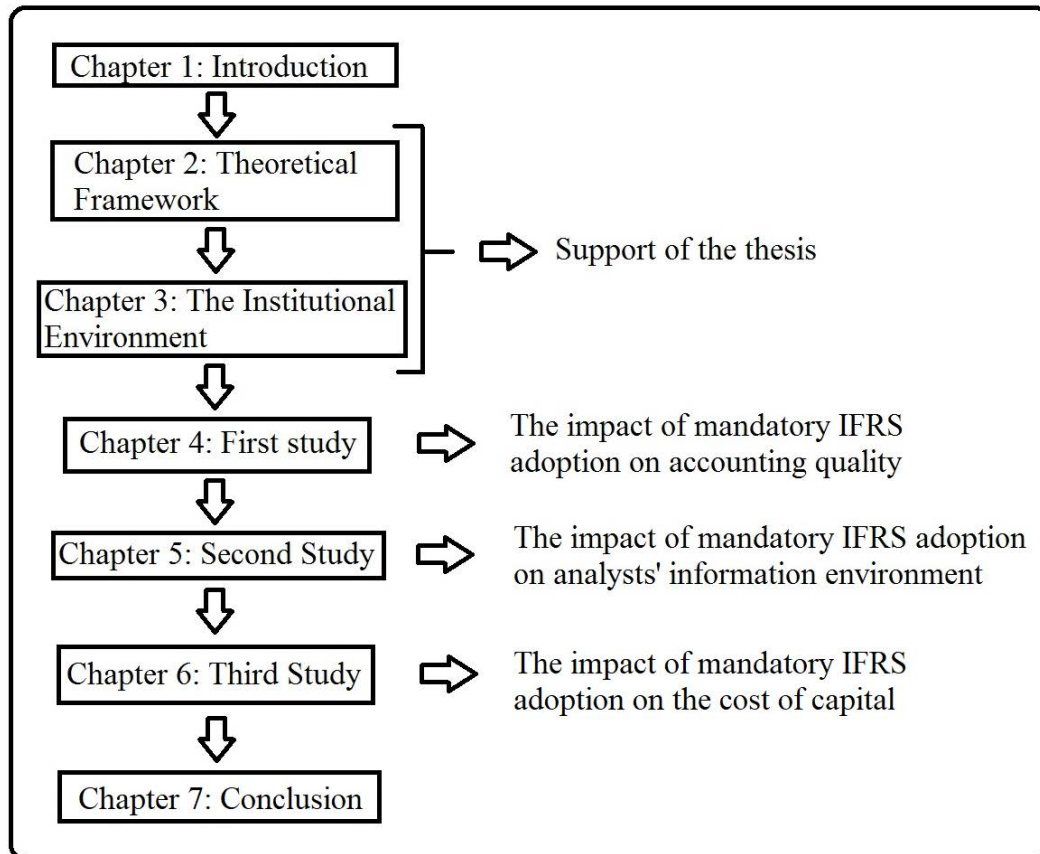 Chapter 1: Introduction
Chapter 2: Theoretical
Framework
Support of the thesis
Chapter 3: The Institutional
Environment
Chapter 4: First study
The impact of mandatory IFRS
adoption on accounting quality
Chapter 5: Second Study
The impact of mandatory IFRS adoption
on analysts' information environment
Chapter 6: Third Study
The impact of mandatory IFRS
adoption on the cost of capital
Chapter 7: Conclusion